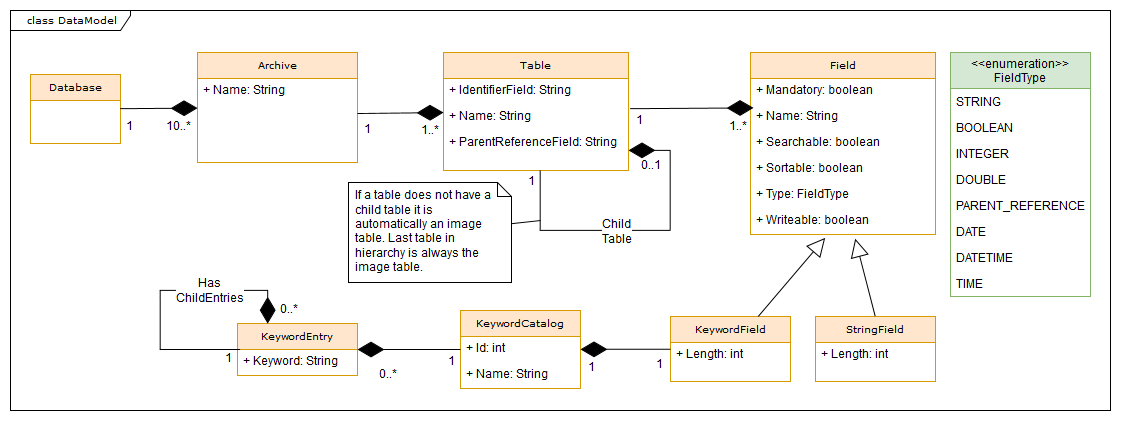 class DataModel
Database
1
10..*
Archive
+ Name: String
1
1..*
Table
+ IdentifierField: String
+ Name: String
+ ParentReferenceField: String
1
1..*
0..1
1
Child
Table
If a table does not have a
child table it is
automatically an image
table. Last table in
hierarchy is always the
image table.
Field
+ Mandatory: boolean
+ Name: String
+ Searchable: boolean
+ Sortable: boolean
+ Type: FieldType
+ Writeable: boolean
<<enumeration>>
FieldType
STRING
BOOLEAN
INTEGER
DOUBLE
PARENT_REFERENCE
DATE
DATETIME
TIME
Has
ChildEntries
0..*
1
KeywordEntry
+ Keyword: String
0..*
1
KeywordCatalog
+ Id: int
+ Name: String
1
1
KeywordField
+ Length: int
StringField
+ Length: int